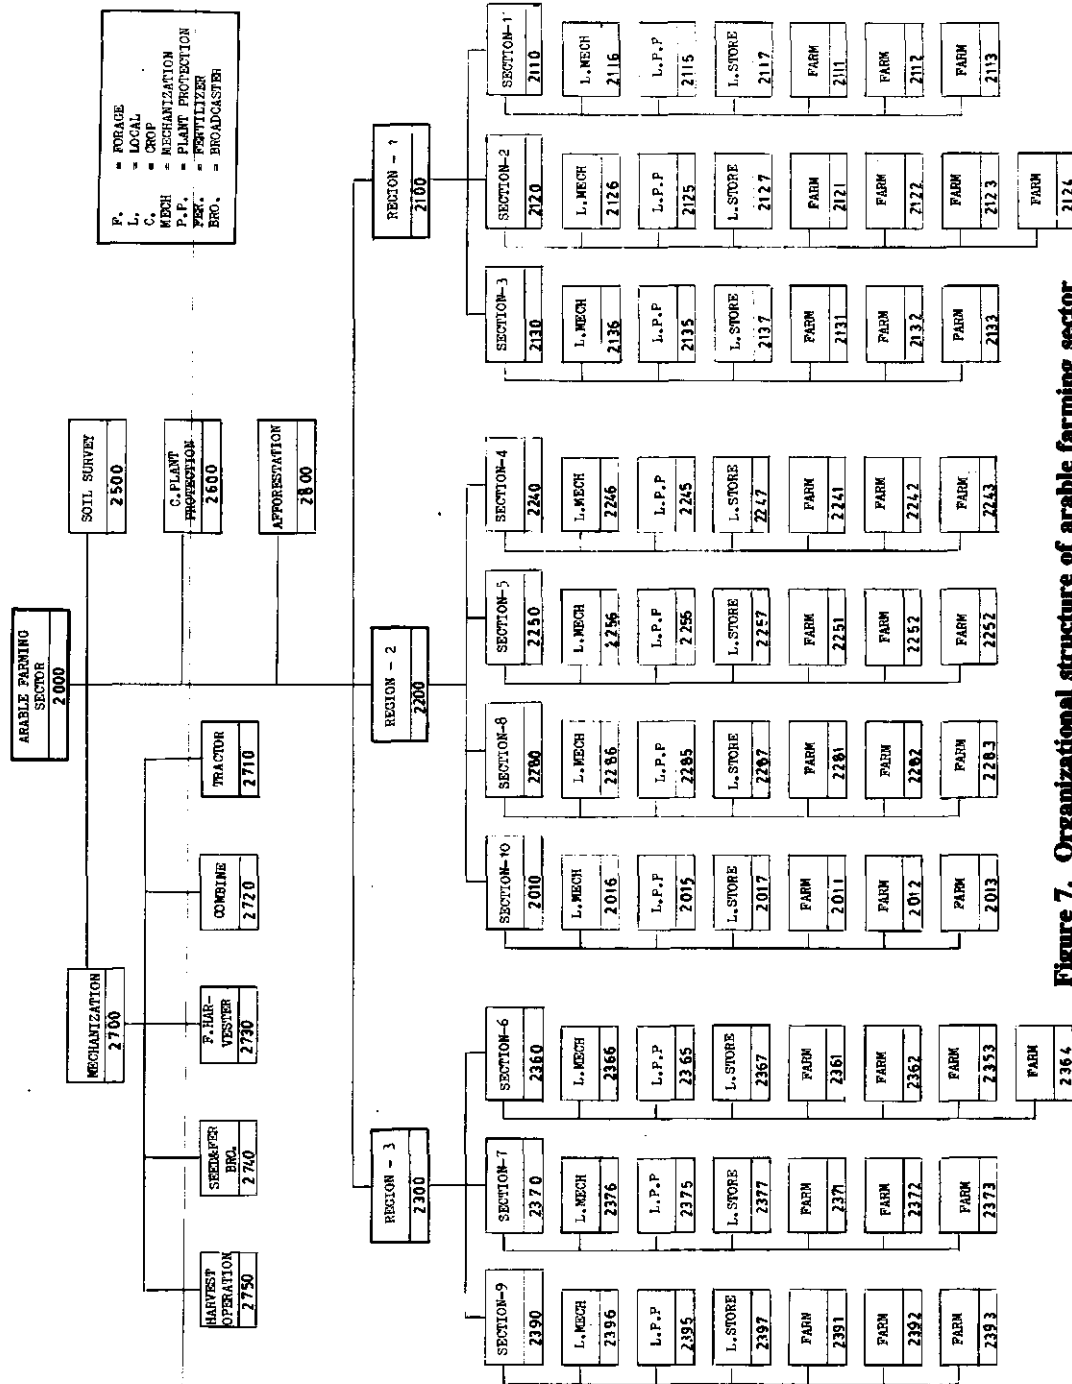 ARABLE FARMING
SECTOR
2000
F. = FORAGE
L. = LOCAL
C. = CROP
MECH = MECHANIZATION
P.P. = PLANT PROTECTION
FER. = FERTILIZER
BRO. = BROADCASTER
MECHANIZATION
2700
SOIL SURVEY
2500
C.PLANT
PROTECTION
2600
AFFORESTATION
2800
HARVEST
OPERATION
2750
SEED&FER
BRO.
2740
F.HAR-
VESTER
2730
COMBINE
2720
TRACTOR
2710
REGION - 3
2300
REGION - 2
2200
REGION - 1
2100
SECTION-9
2390
L.MECH
2396
L.P.P
2395
L.STORE
2397
FARM
2391
FARM
2392
FARM
2393
SECTION-7
2370
L.MECH
2376
L.P.P
2375
L.STORE
2377
FARM
2371
FARM
2372
FARM
2373
SECTION-6
2360
L.MECH
2366
L.P.P
2365
L.STORE
2367
FARM
2361
FARM
2362
FARM
2353
FARM
2364
SECTION-10
2010
L.MECH
2016
L.P.P
2015
L.STORE
2017
FARM
2011
FARM
2012
FARM
2013
SECTION-8
2280
L.MECH
2286
L.P.P
2285
L.STORE
2287
FARM
2281
FARM
2282
FARM
2283
SECTION-5
2250
L.MECH
2256
L.P.P
2255
L.STORE
2257
FARM
2251
FARM
2252
FARM
2252
SECTION-4
2240
L.MECH
2246
L.P.P
2245
L.STORE
2247
FARM
2241
FARM
2242
FARM
2243
SECTION-3
2130
L.MECH
2136
L.P.P
2135
L.STORE
2137
FARM
2131
FARM
2132
FARM
2133
SECTION-2
2120
L.MECH
2126
L.P.P
2125
L.STORE
2127
FARM
2121
FARM
2122
FARM
2123
FARM
2124
SECTION-1
2110
L.MECH
2116
L.P.P
2115
L.STORE
2117
FARM
2111
FARM
2112
FARM
2113
Figure 7. Organizational structure of arable farming sector